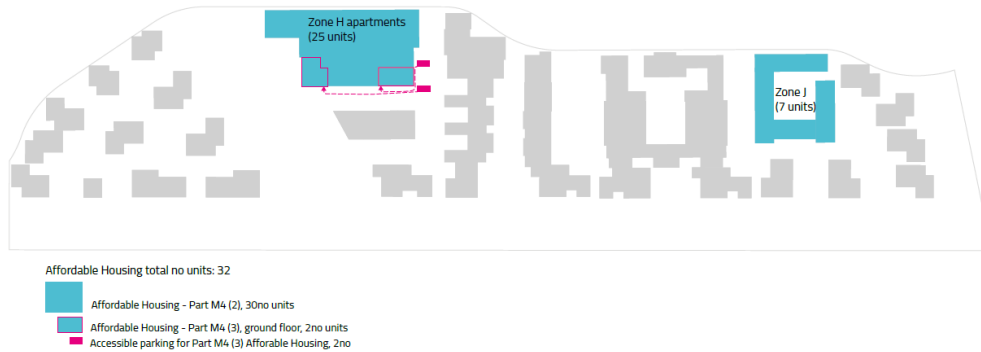 Zone H apartments
(25 units)
Zone J
(7 units)
Affordable Housing total no units: 32
Affordable Housing - Part M4 (2), 30no units
Affordable Housing - Part M4 (3), ground floor, 2no units
Accessible parking for Part M4 (3) Afforable Housing, 2no